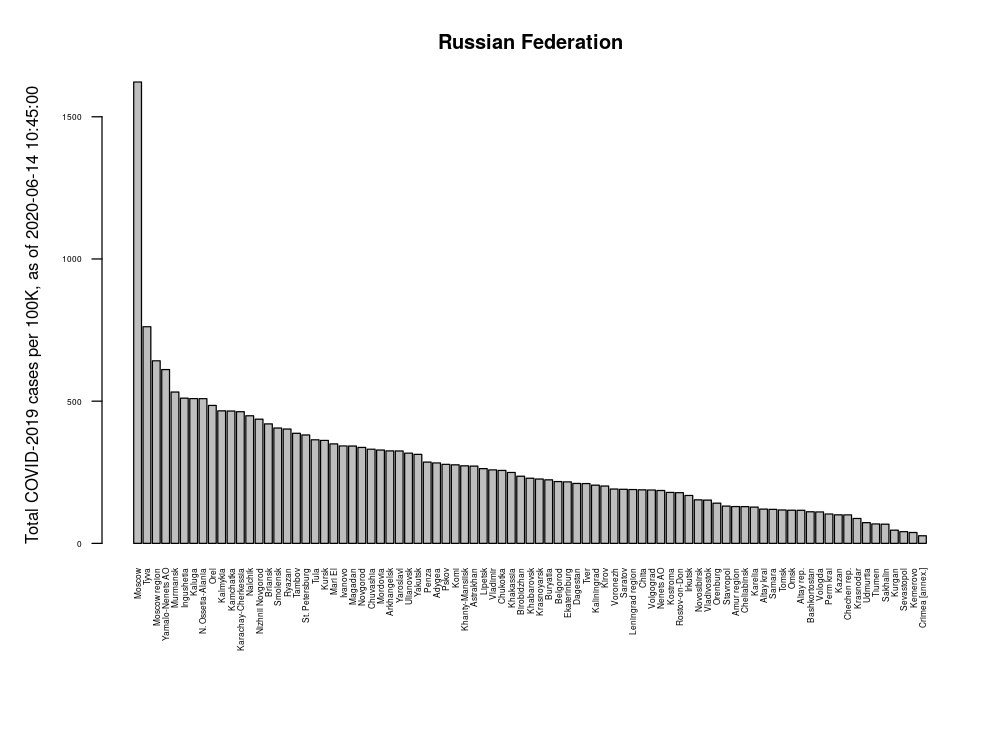 Russian Federation
Total COVID-2019 cases per 100K, as of 2020-06-14 10:45:00
1500
1000
500
0
Moscow
Tyva
Moscow region
Yamalo-Nenets AO
Murmansk
Ingushetia
Kaluga
N. Ossetia-Alania
Orel
Kalmykia
Kamchatka
Karachay-Cherkessia
Nalchik
Nizhnii Novgorod
Briansk
Smolensk
Ryazan
Tambov
St. Petersburg
Tula
Kursk
Mari El
Ivanovo
Magadan
Novgorod
Chuvashia
Mordovia
Arkhangelsk
Yaroslavl
Ulianovsk
Yakutsk
Penza
Adygea
Pskov
Komi
Khanty-Mansiisk
Astrakhan
Lipetsk
Vladimir
Chukotka
Khakassia
Birobidzhan
Khabarovsk
Krasnoyarsk
Buryatia
Belgorod
Ekaterinburg
Dagestan
Tver
Kaliningrad
Kirov
Voronezh
Saratov
Leningrad region
Chita
Volgograd
Nenets AO
Kostroma
Rostov-on-Don
Irkutsk
Novosibirsk
Vladivostok
Orenburg
Stavropol
Amur region
Cheliabinsk
Karelia
Altay krai
Samara
Tomsk
Omsk
Altay rep.
Bashkortostan
Vologda
Perm krai
Kazan
Chechen rep.
Krasnodar
Udmurtia
Tiumen
Sakhalin
Kurgan
Sevastopol
Kemerovo
Crimea [annex.]